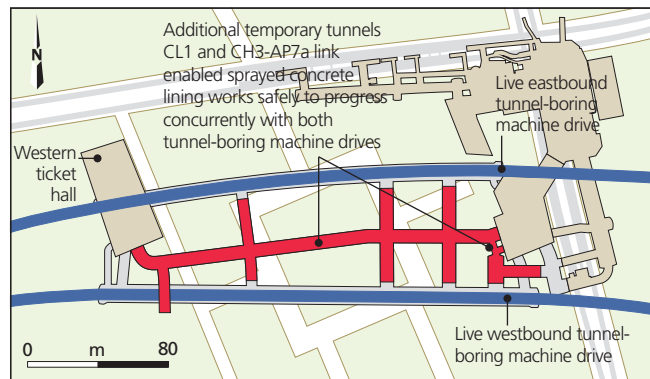 N
Additional temporary tunnels
CL1 and CH3-AP7a link
enabled sprayed concrete
lining works safely to progress
concurrently with both
tunnel-boring machine drives
Live eastbound
tunnel-boring
machine drive
Western
ticket
hall
Live westbound tunnel-
boring machine drive
0 m 80